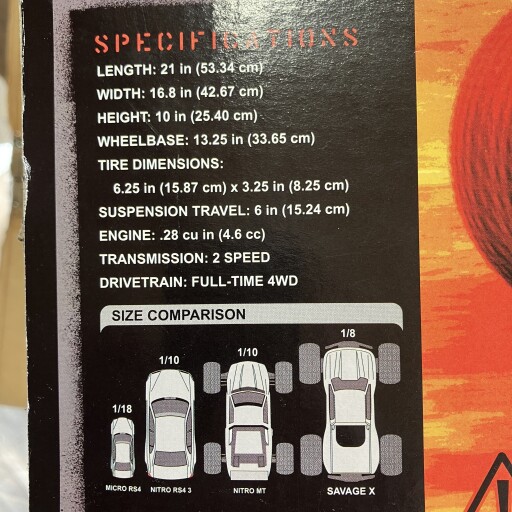 SPECIFICATIONS
LENGTH: 21 in (53.34 cm)
WIDTH: 16.8 in (42.67 cm)
HEIGHT: 10 in (25.40 cm)
WHEELBASE: 13.25 in (33.65 cm)
TIRE DIMENSIONS:
6.25 in (15.87 cm) x 3.25 in (8.25 cm)
SUSPENSION TRAVEL: 6 in (15.24 cm)
ENGINE: .28 cu in (4.6 cc)
TRANSMISSION: 2 SPEED
DRIVETRAIN: FULL-TIME 4WD
SIZE COMPARISON
1/18
1/10
1/10
1/8
MICRO RS4
NITRO RS4 3
NITRO MT
SAVAGE X